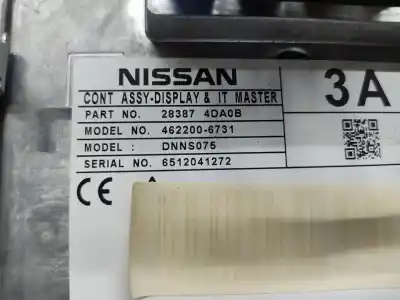 NISSAN
CONT ASSY-DISPLAY & IT MASTER
3A
PART NO. 28387 4DA0B
MODEL NO. 462200-6731
MODEL : DNNS075
SERIAL NO. 6512041272
CE